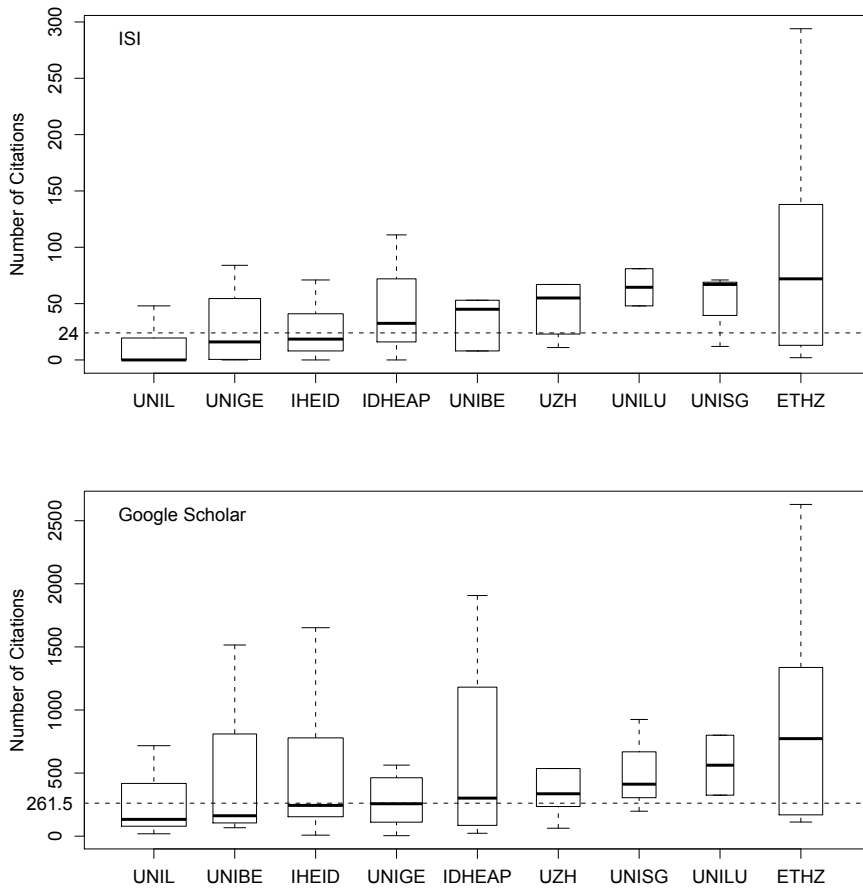 ISI
Number of Citations
300
250
200
150
100
50
24
0
UNIL UNIGE IHEID IDHEAP UNIBE UZH UNILU UNISG ETHZ
Google Scholar
Number of Citations
2500
2000
1500
1000
500
261.5
0
UNIL UNIBE IHEID UNIGE IDHEAP UZH UNISG UNILU ETHZ